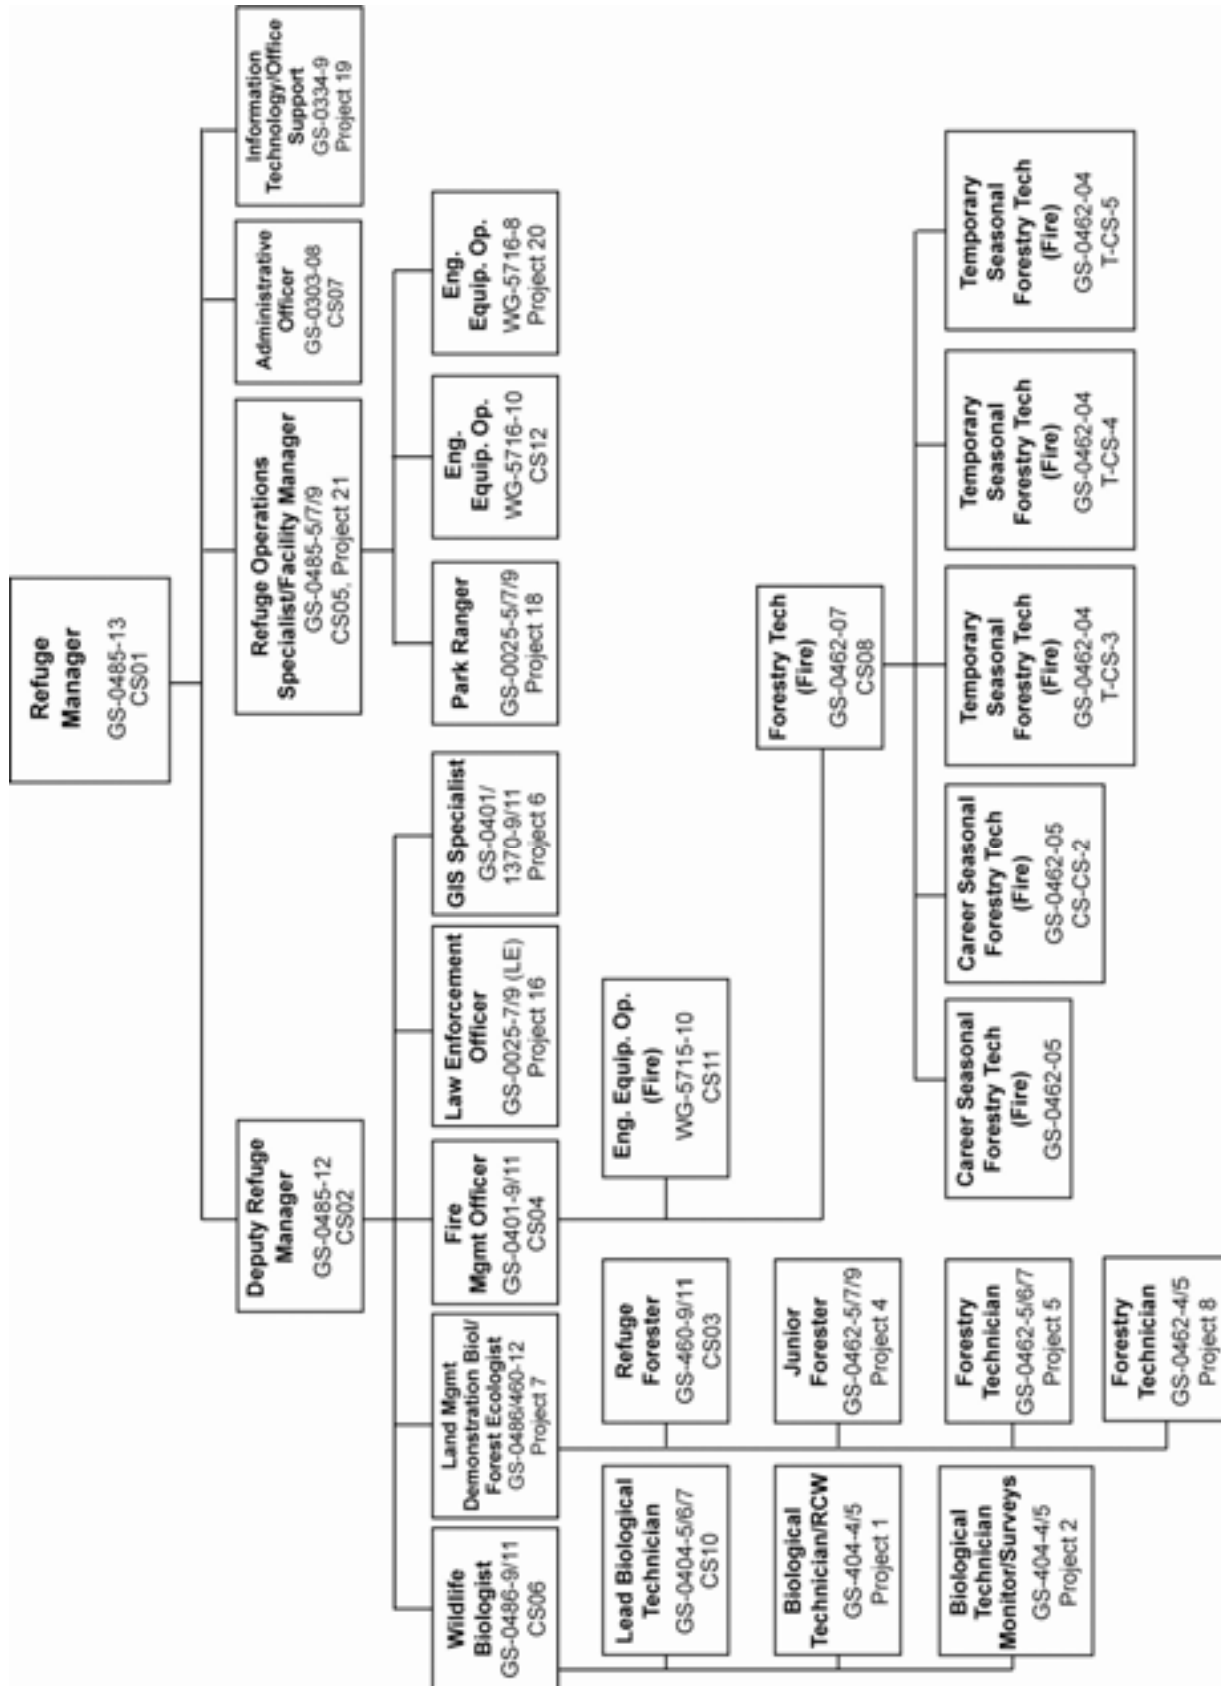 Refuge
Manager
GS-0485-13
CS01
Deputy Refuge
Manager
GS-0485-12
CS02
Refuge Operations
Specialist/Facility Manager
GS-0485-5/7/9
CS05, Project 21
Administrative
Officer
GS-0303-08
CS07
Information
Technology/Office
Support
GS-0334-9
Project 19
Wildlife
Biologist
GS-0486-9/11
CS06
Land Mgmt
Demonstration Biol/
Forest Ecologist
GS-0486/460-12
Project 7
Fire
Mgmt Officer
GS-0401-9/11
CS04
Law Enforcement
Officer
GS-0025-7/9 (LE)
Project 16
GIS Specialist
GS-0401/
1370-9/11
Project 6
Park Ranger
GS-0025-5/7/9
Project 18
Eng.
Equip. Op.
WG-5716-10
CS12
Eng.
Equip. Op.
WG-5716-8
Project 20
Lead Biological
Technician
GS-0404-5/6/7
CS10
Refuge
Forester
GS-460-9/11
CS03
Eng. Equip. Op.
(Fire)
WG-5715-10
CS11
Biological
Technician/RCW
GS-404-4/5
Project 1
Junior
Forester
GS-0462-5/7/9
Project 4
Forestry Tech
(Fire)
GS-0462-07
CS08
Biological
Technician
Monitor/Surveys
GS-404-4/5
Project 2
Forestry
Technician
GS-0462-5/6/7
Project 5
Career Seasonal
Forestry Tech
(Fire)
GS-0462-05
Career Seasonal
Forestry Tech
(Fire)
GS-0462-05
CS-CS-2
Temporary
Seasonal
Forestry Tech
(Fire)
GS-0462-04
T-CS-3
Temporary
Seasonal
Forestry Tech
(Fire)
GS-0462-04
T-CS-4
Temporary
Seasonal
Forestry Tech
(Fire)
GS-0462-04
T-CS-5
Forestry
Technician
GS-0462-4/5
Project 8